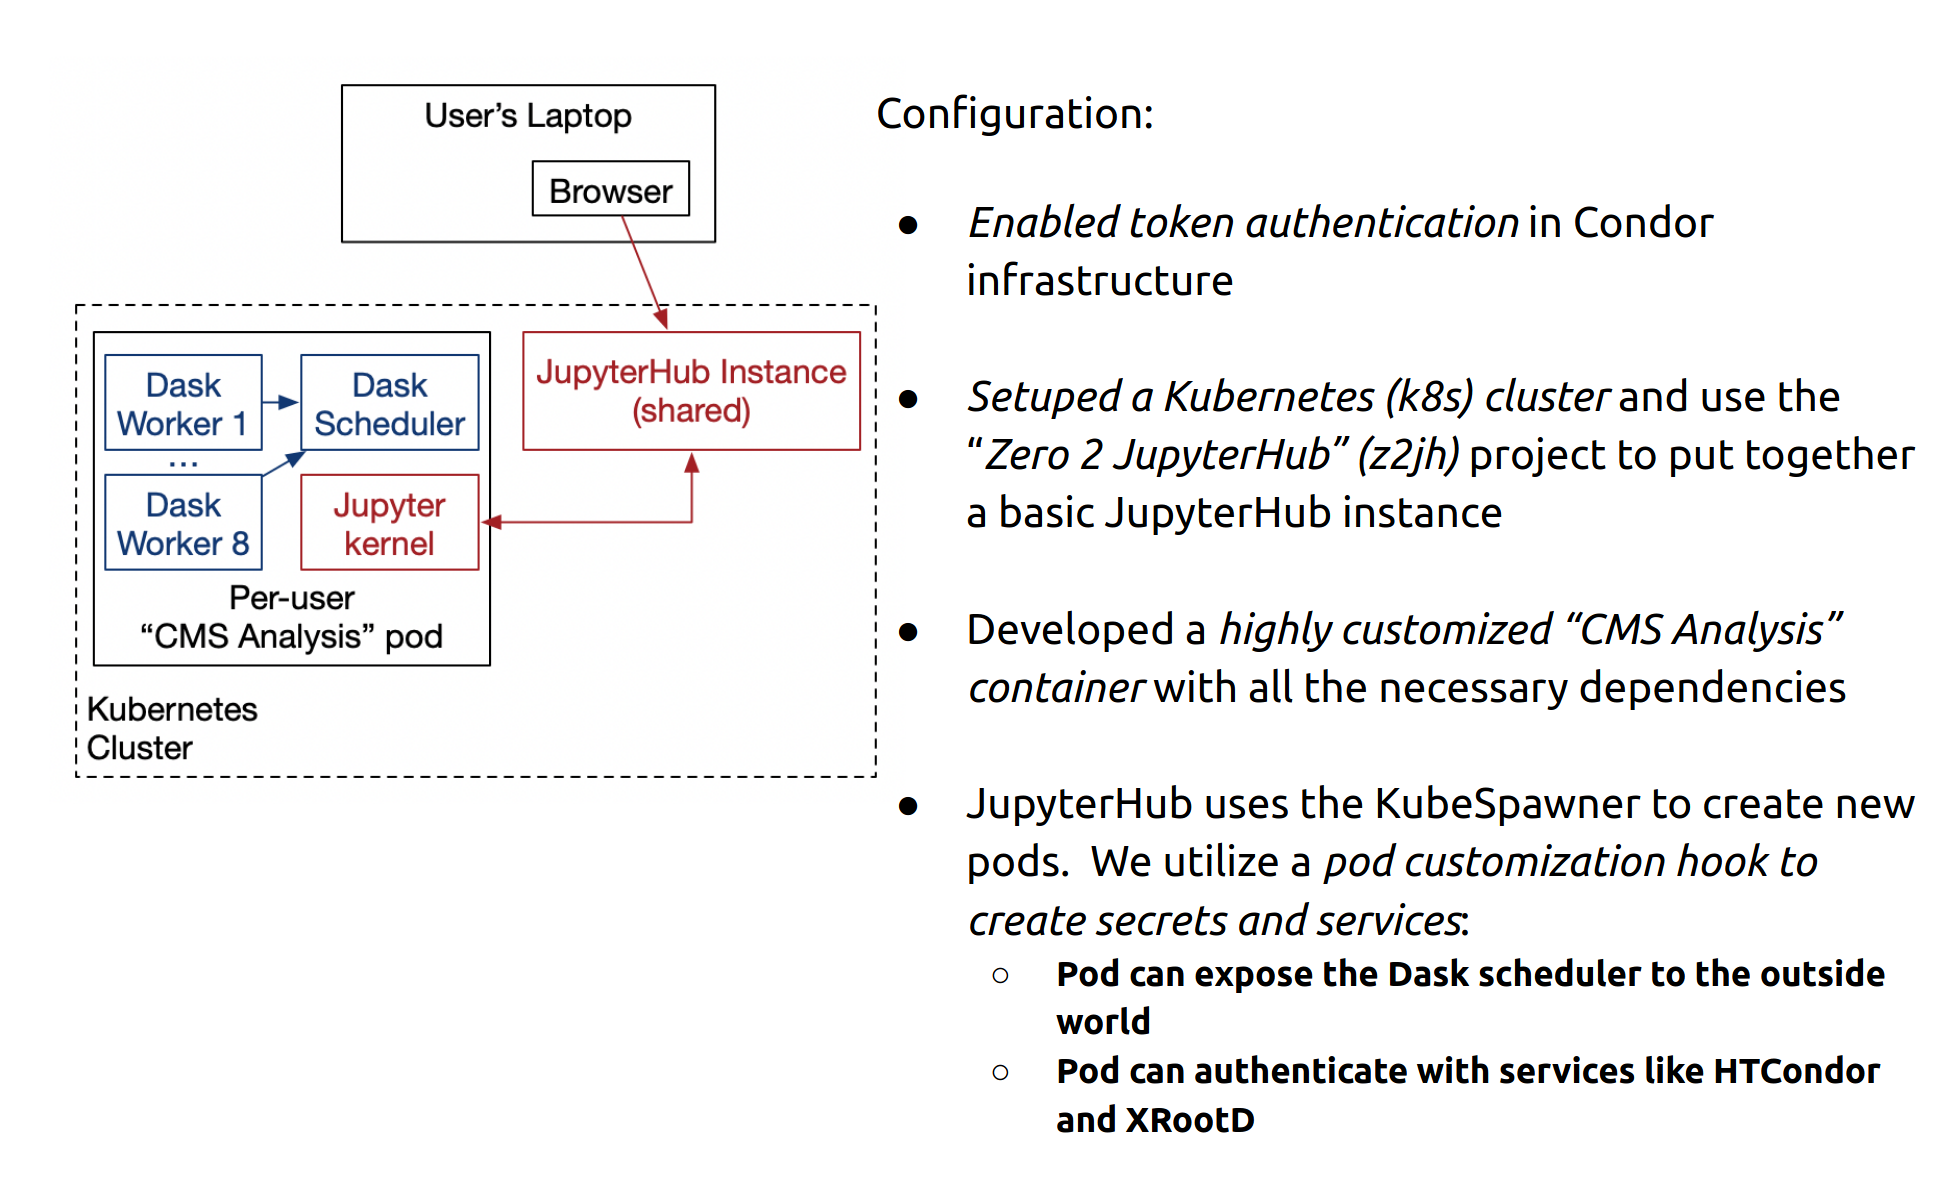 User’s Laptop
Browser
Dask
Worker 1
Dask
Scheduler
...
Dask
Worker 8
Jupyter
kernel
Per-user
“CMS Analysis” pod
JupyterHub Instance
(shared)
Kubernetes
Cluster
Configuration:
● Enabled token authentication in Condor
infrastructure
● Setuped a Kubernetes (k8s) cluster and use the
“Zero 2 JupyterHub” (z2jh) project to put together
a basic JupyterHub instance
● Developed a highly customized “CMS Analysis”
container with all the necessary dependencies
● JupyterHub uses the KubeSpawner to create new
pods.  We utilize a pod customization hook to
create secrets and services:
○ Pod can expose the Dask scheduler to the outside
world
○ Pod can authenticate with services like HTCondor
and XRootD